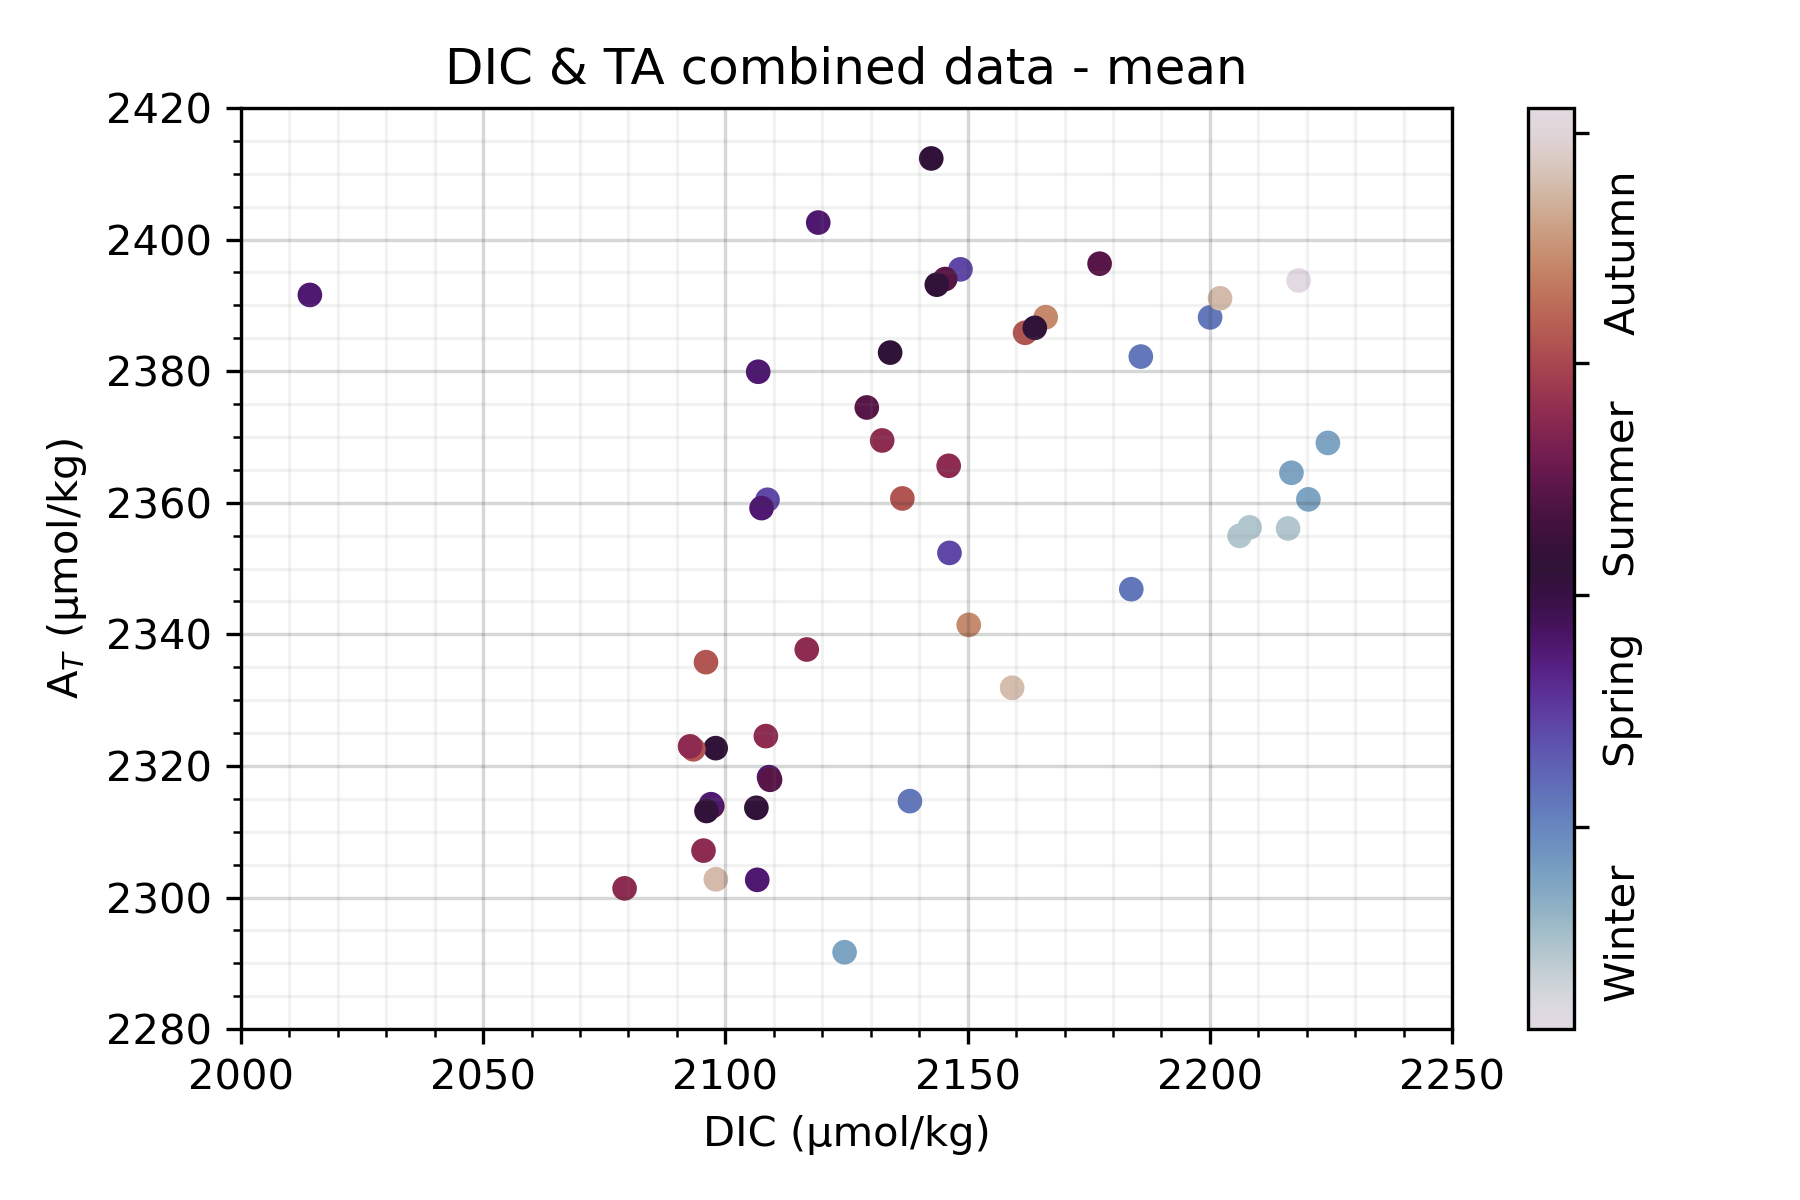 DIC & TA combined data - mean
2420
2400
2380
2360
2340
2320
2300
2280
A_T (µmol/kg)
2000 2050 2100 2150 2200 2250
DIC (µmol/kg)
Autumn
Summer
Spring
Winter